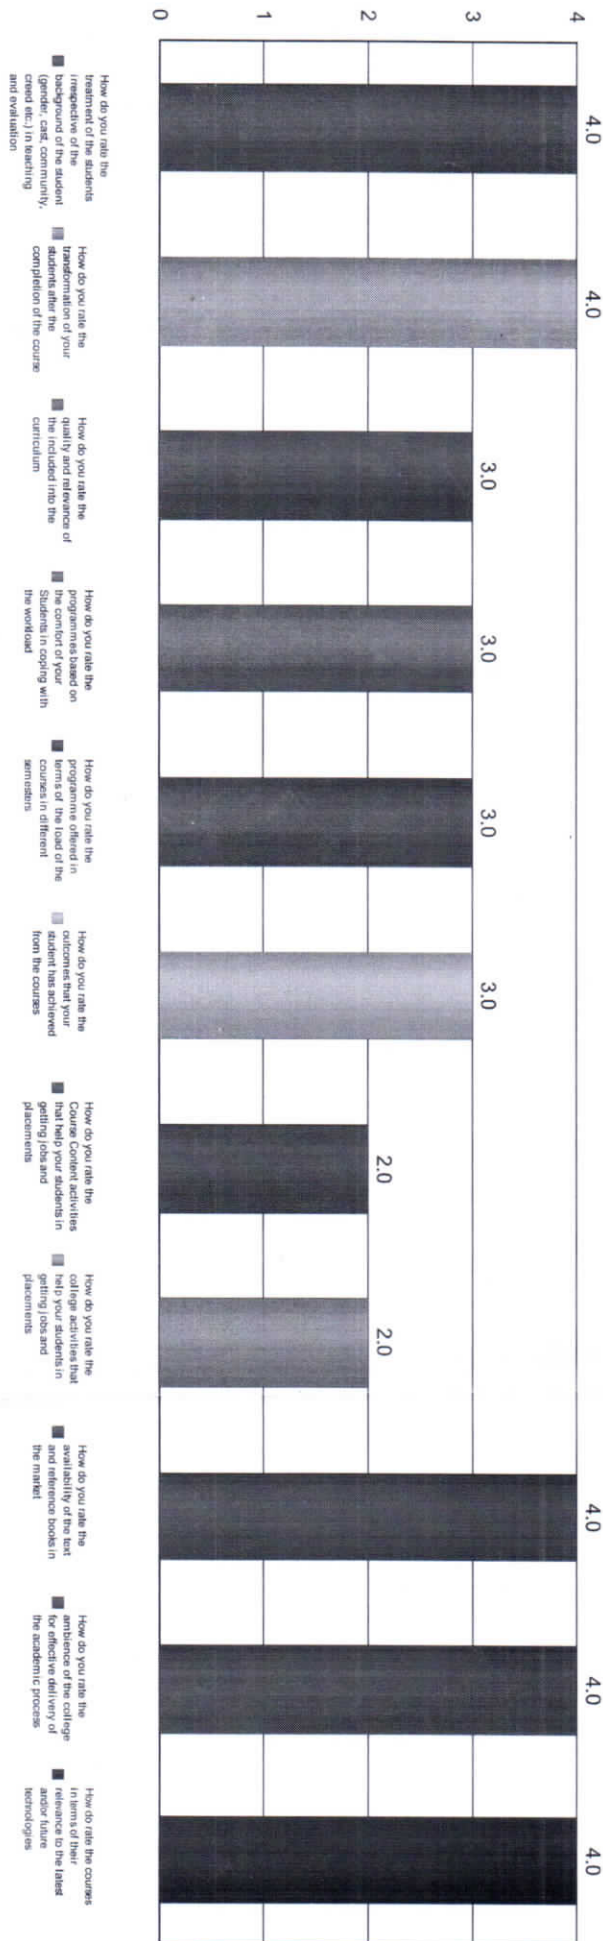 4
3
2
1
0
4.0
4.0
3.0
3.0
3.0
3.0
2.0
2.0
4.0
4.0
4.0
How do you rate the
treatment of the students
irrespective of the
background of the student
(gender, cast, community,
creed etc.) in teaching
and evaluation
How do you rate the
transformation of your
students after the
completion of the course
How do you rate the
quality and relevance of
the included into the
curriculum
How do you rate the
programmes based on
the comfort of your
Students in coping with
the workload
How do you rate the
programme offered in
terms of the load of the
courses in different
semesters
How do you rate the
outcomes that your
student has achieved
from the courses
How do you rate the
Course Content activities
that help your students in
getting jobs and
placements
How do you rate the
college activities that
help your students in
getting jobs and
placements
How do you rate the
availability of the text
and reference books in
the market
How do you rate the
ambience of the college
for effective delivery of
the academic process
How do rate the courses
in terms of their
relevance to the latest
and/or future
technologies